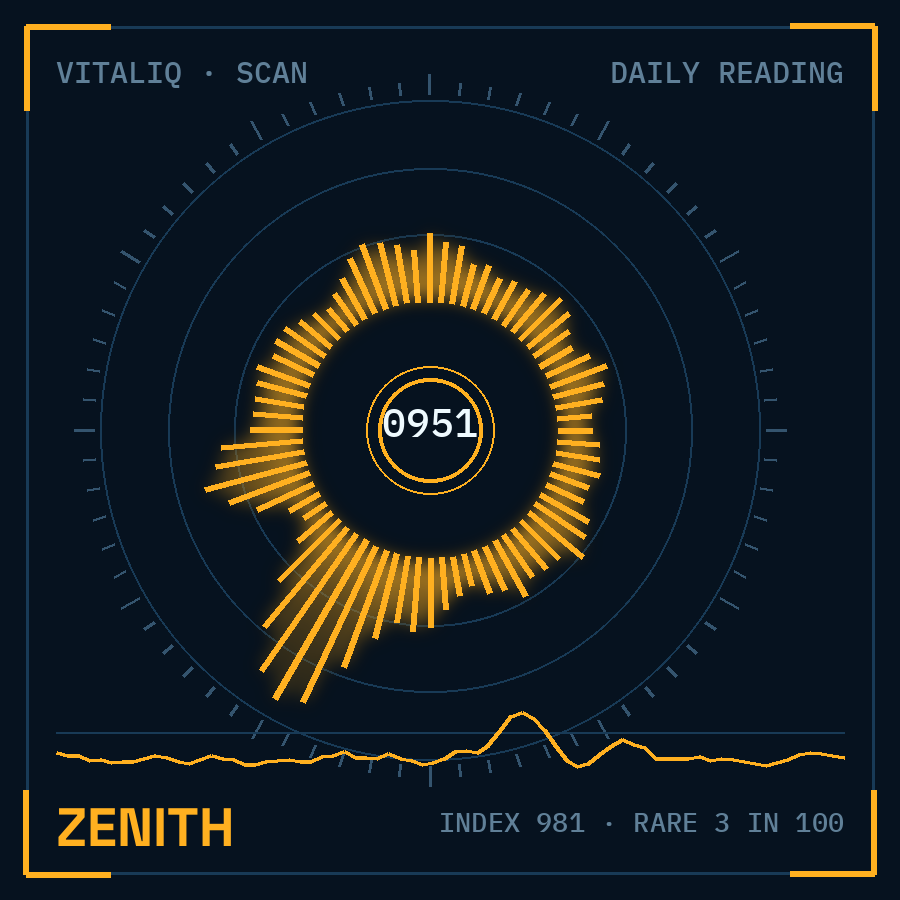 VITALIQ · SCAN
DAILY READING
0951
ZENITH
INDEX 981 · RARE 3 IN 100